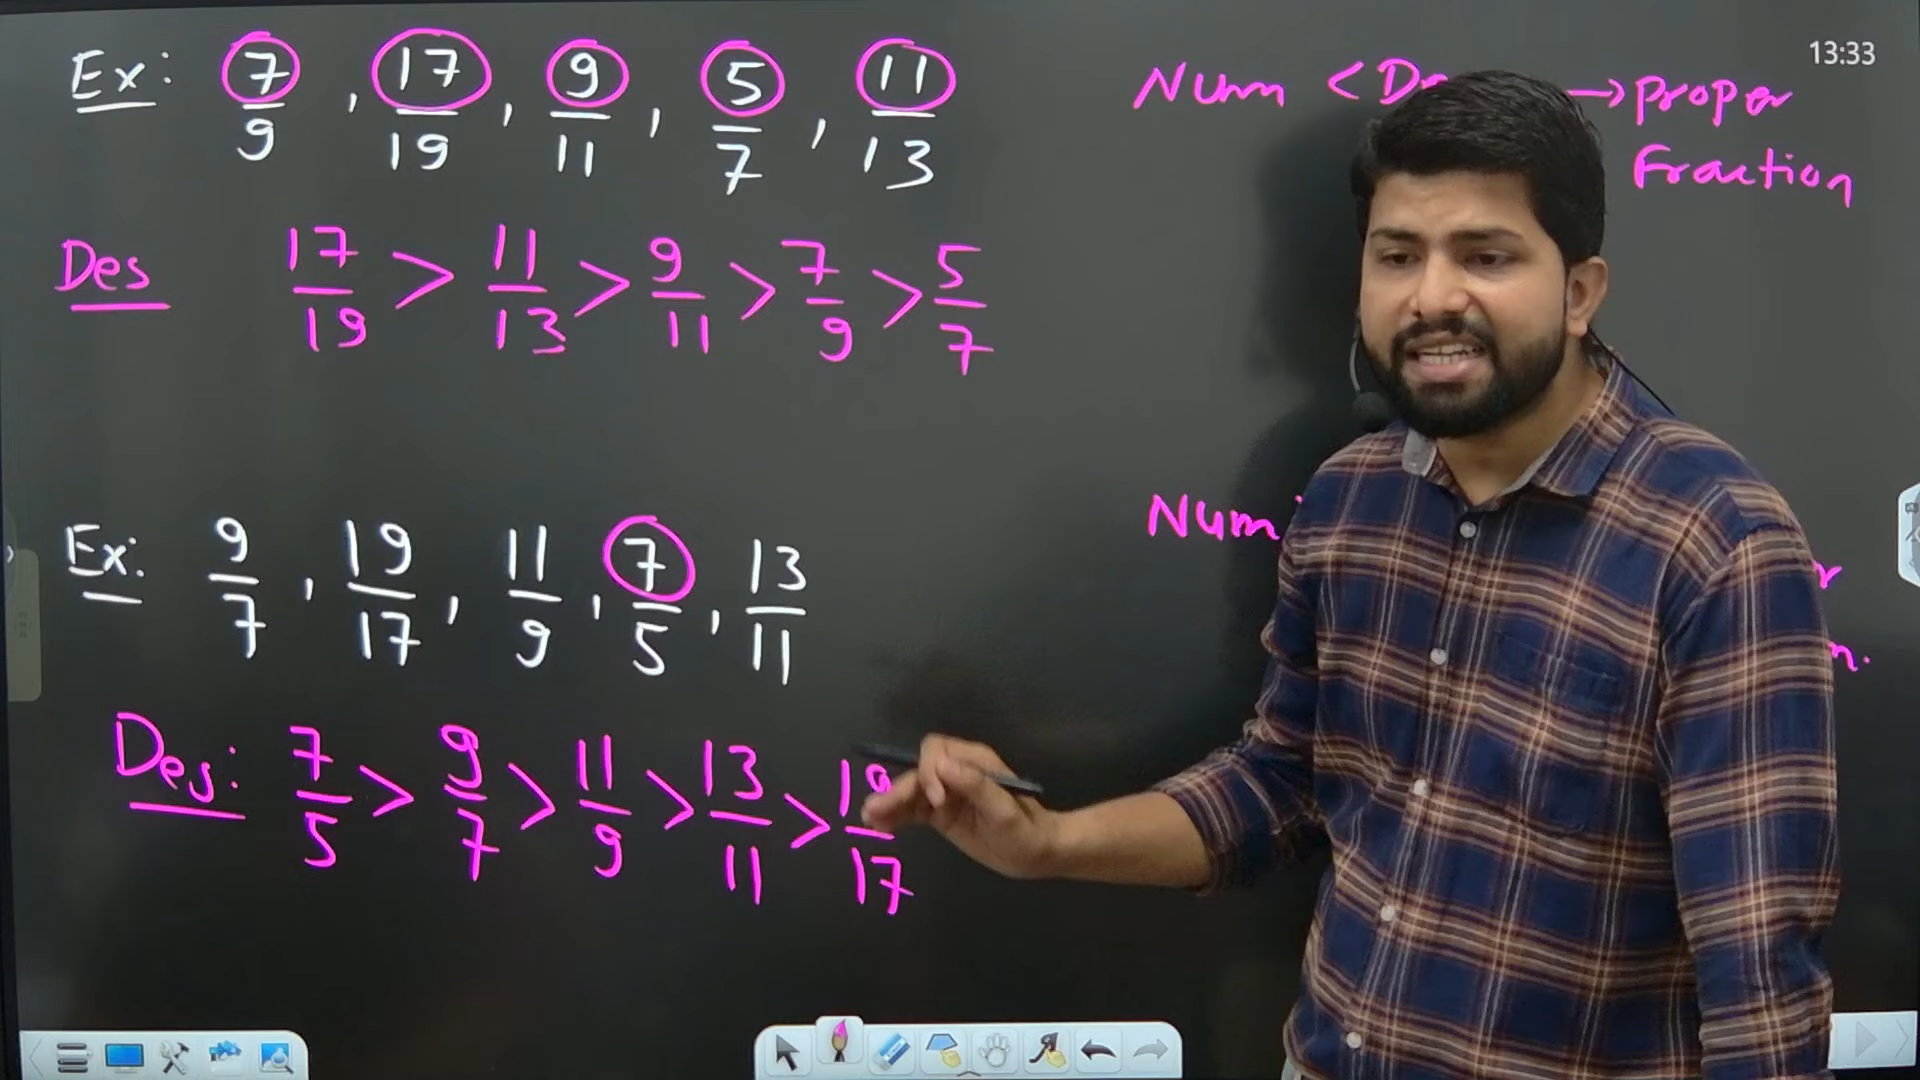 13:33
Ex: 7/9 , 17/19 , 9/11 , 5/7 , 11/13
Num < De → proper
Fraction
Des 17/19 > 11/13 > 9/11 > 7/9 > 5/7
Num
Ex: 9/7 , 19/17 , 11/9 , 7/5 , 13/11
Des: 7/5 > 9/7 > 11/9 > 13/11 > 19/17